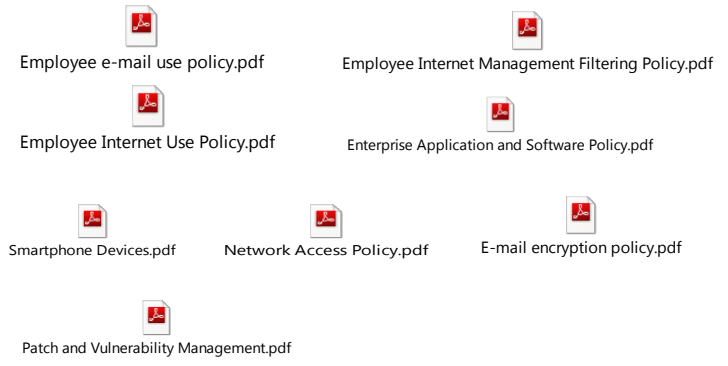 Employee e-mail use policy.pdf
Employee Internet Management Filtering Policy.pdf
Employee Internet Use Policy.pdf
Enterprise Application and Software Policy.pdf
Smartphone Devices.pdf
Network Access Policy.pdf
E-mail encryption policy.pdf
Patch and Vulnerability Management.pdf